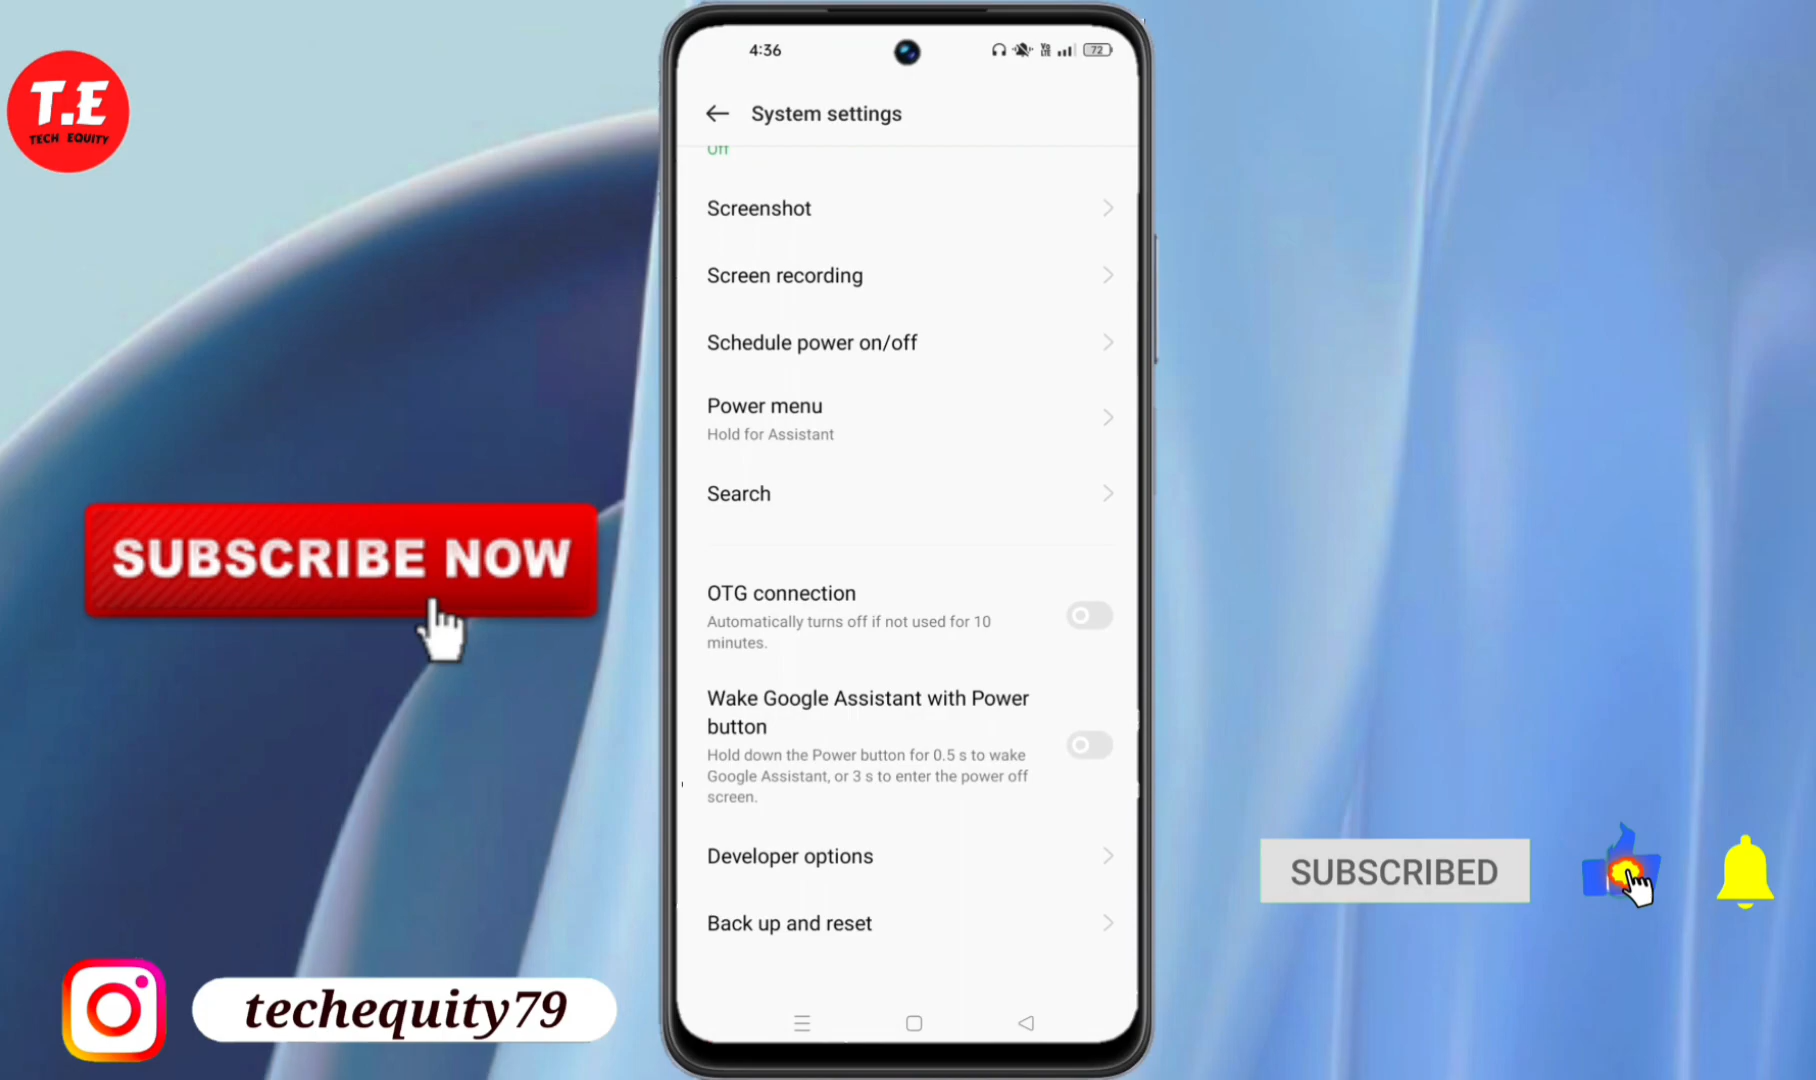 T.E
TECH EQUITY
4:36
72
System settings
Off
Screenshot
Screen recording
Schedule power on/off
Power menu
Hold for Assistant
Search
OTG connection
Automatically turns off if not used for 10
minutes.
Wake Google Assistant with Power
button
Hold down the Power button for 0.5 s to wake
Google Assistant, or 3 s to enter the power off
screen.
Developer options
Back up and reset
SUBSCRIBE NOW
SUBSCRIBED
techequity79